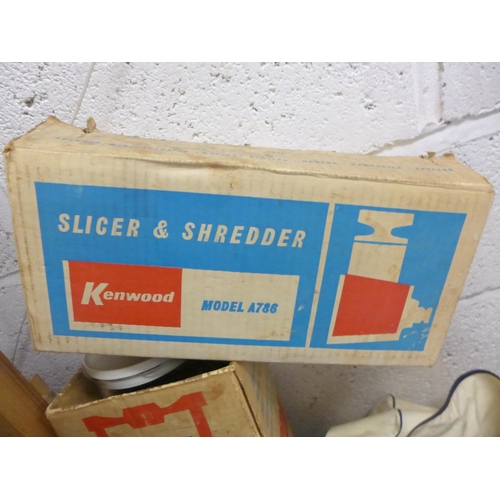 SLICER & SHREDDER
Kenwood
MODEL A786